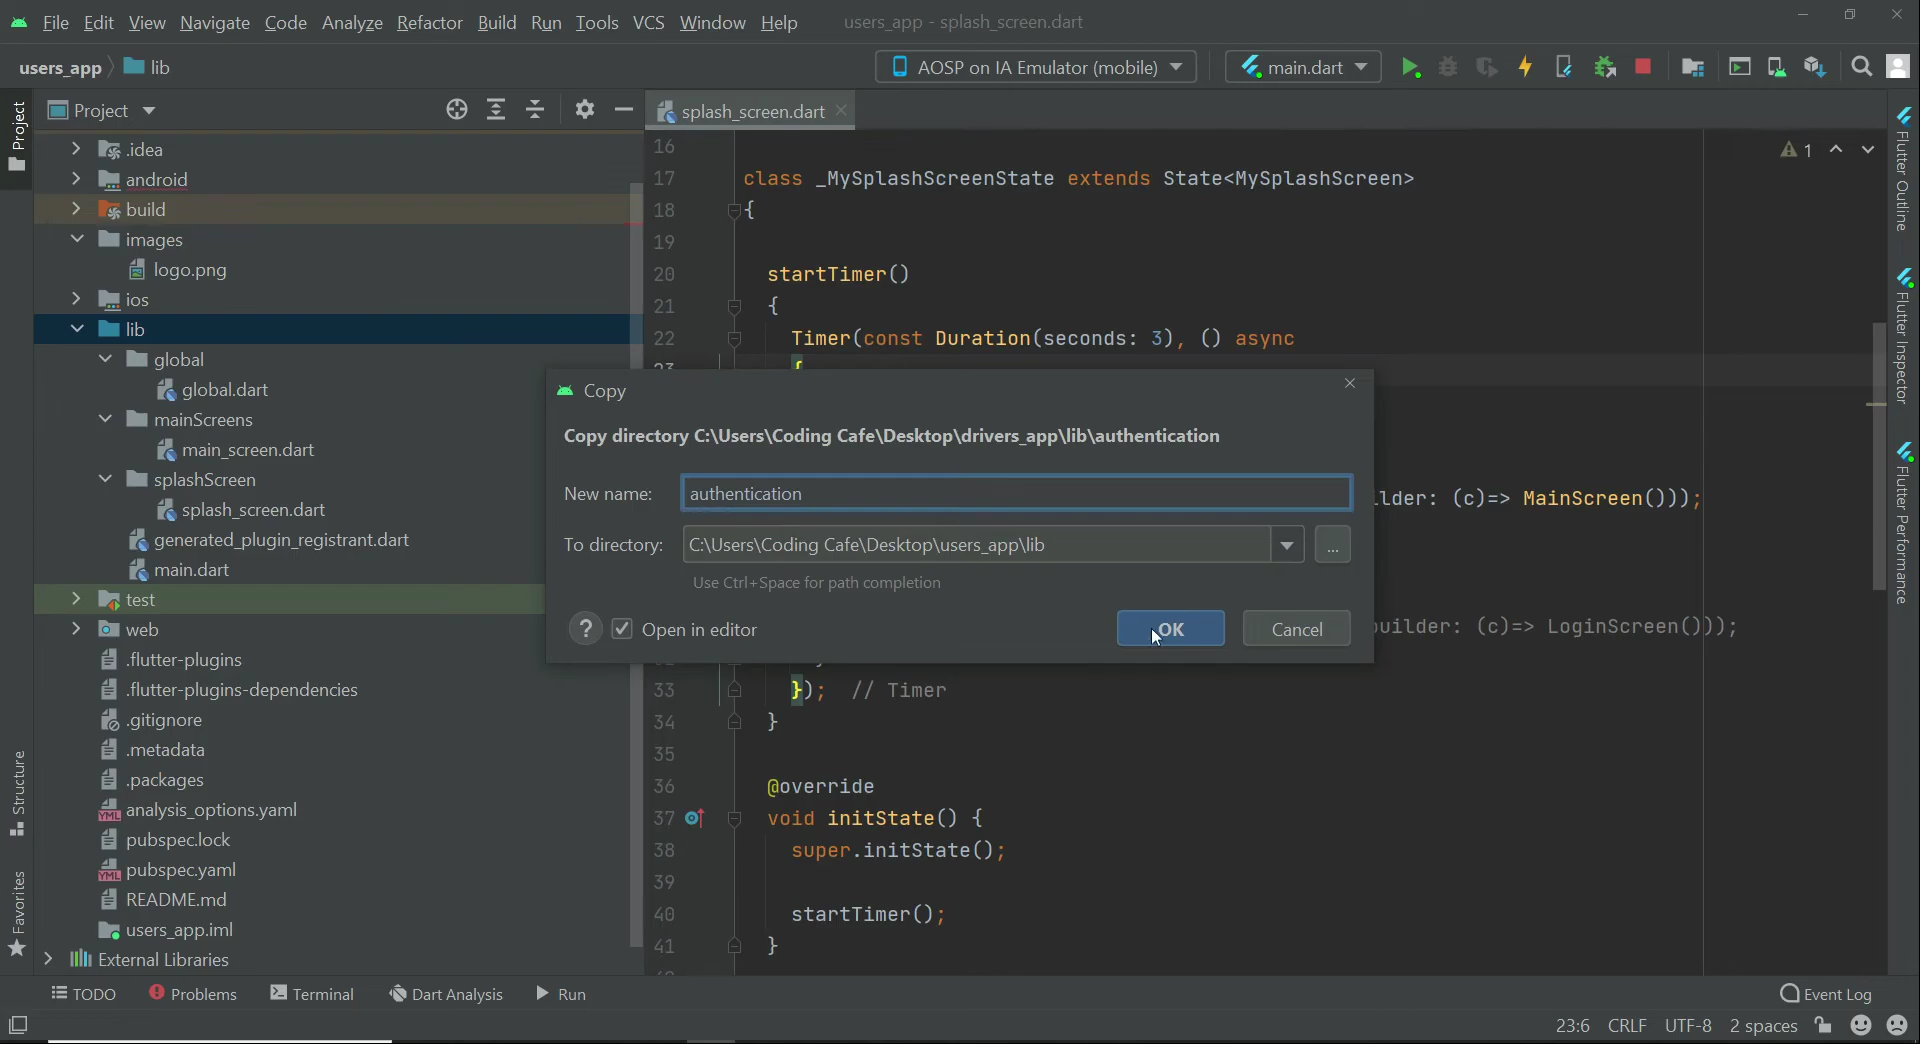 File Edit View Navigate Code Analyze Refactor Build Run Tools VCS Window Help users_app - splash_screen.dart
users_app lib AOSP on IA Emulator (mobile) main.dart
Project splash_screen.dart
Project
.idea
android
build
images
logo.png
ios
lib
global
global.dart
mainScreens
main_screen.dart
splashScreen
splash_screen.dart
generated_plugin_registrant.dart
main.dart
test
web
.flutter-plugins
.flutter-plugins-dependencies
.gitignore
.metadata
.packages
analysis_options.yaml
pubspec.lock
pubspec.yaml
README.md
users_app.iml
External Libraries
Structure
Favorites
16
17 class _MySplashScreenState extends State<MySplashScreen>
18 {
19
20 startTimer()
21 {
22 Timer(const Duration(seconds: 3), () async
23 {
lder: (c)=> MainScreen()));
uilder: (c)=> LoginScreen()));
33 }); // Timer
34 }
35
36 @override
37 void initState() {
38 super.initState();
39
40 startTimer();
41 }
1
Copy
Copy directory C:\Users\Coding Cafe\Desktop\drivers_app\lib\authentication
New name: authentication
To directory: C:\Users\Coding Cafe\Desktop\users_app\lib
...
Use Ctrl+Space for path completion
? Open in editor OK Cancel
Flutter Outline
Flutter Inspector
Flutter Performance
TODO Problems Terminal Dart Analysis Run Event Log
23:6 CRLF UTF-8 2 spaces